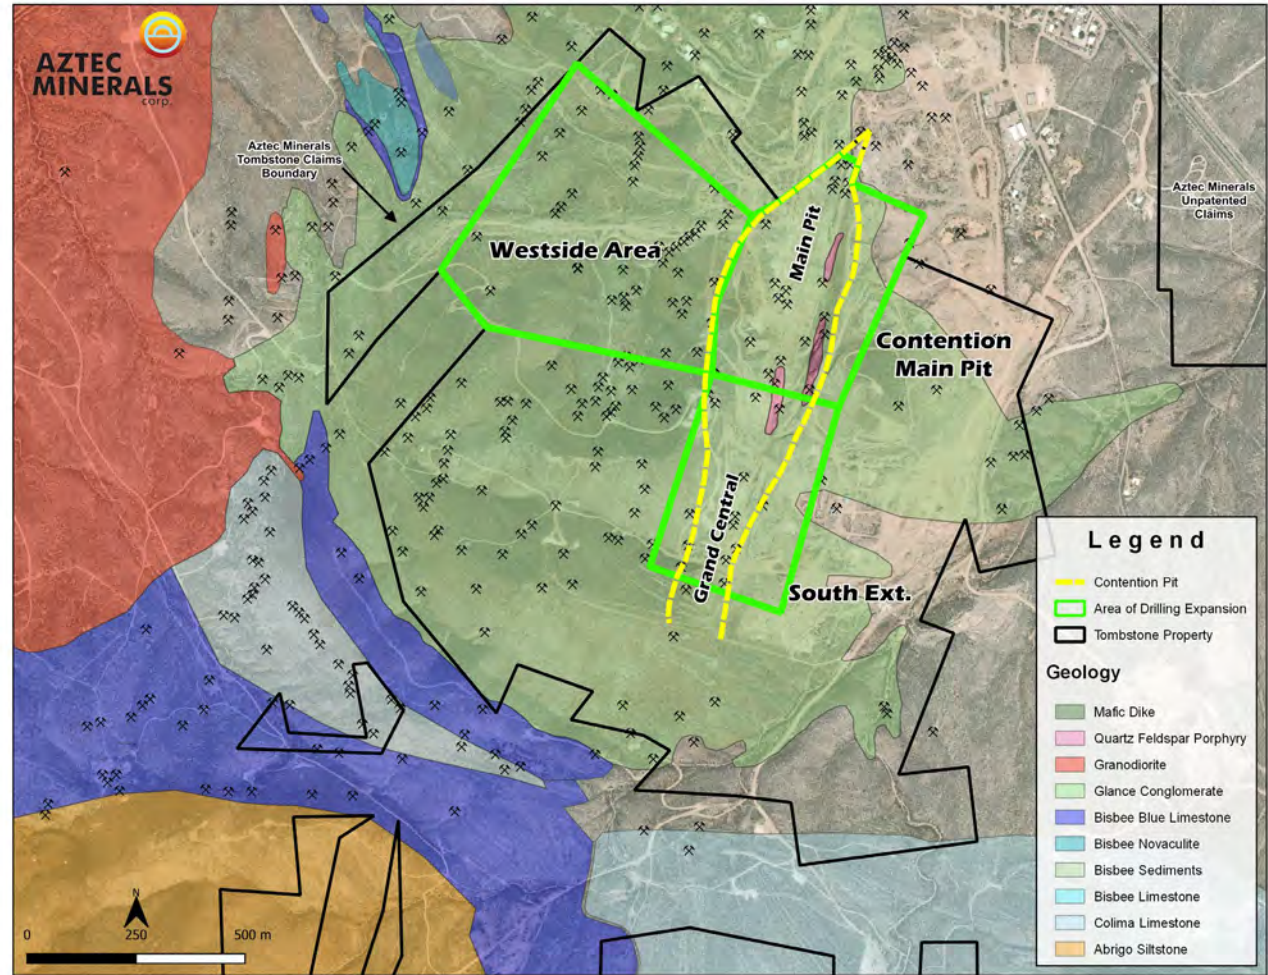 AZTEC
MINERALS
corp.
Aztec Minerals
Tombstone Claims
Boundary
Aztec Minerals
Unpatented
Claims
Westside Area
Main Pit
Contention
Main Pit
Grand Central
South Ext.
Legend
Contention Pit
Area of Drilling Expansion
Tombstone Property
Geology
Mafic Dike
Quartz Feldspar Porphyry
Granodiorite
Glance Conglomerate
Bisbee Blue Limestone
Bisbee Novaculite
Bisbee Sediments
Bisbee Limestone
Colima Limestone
Abrigo Siltstone
N
0 250 500 m